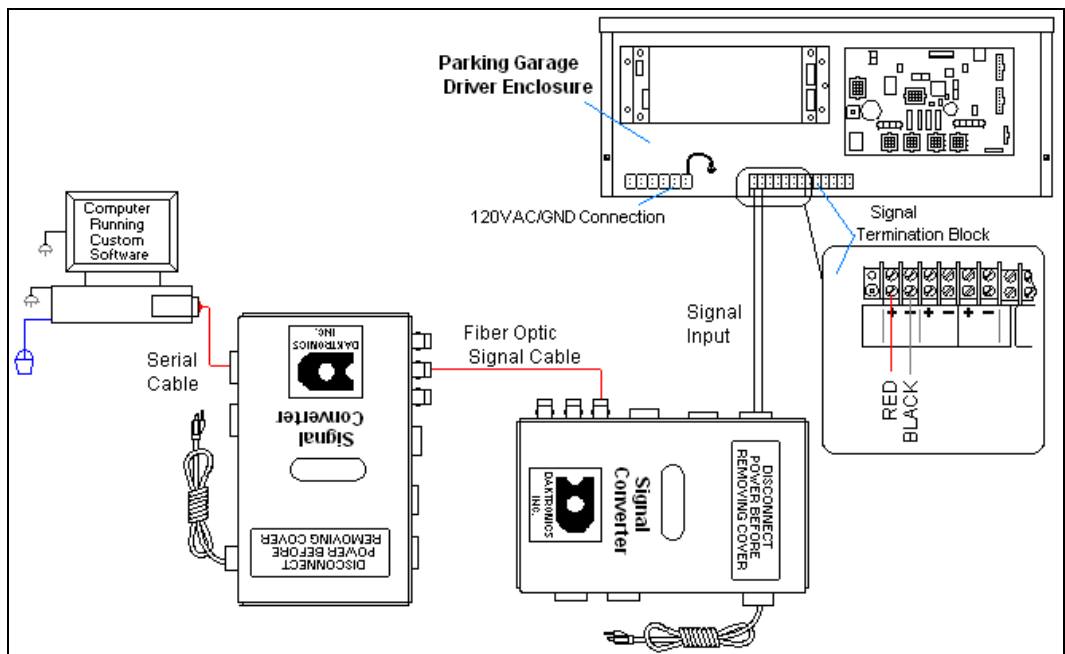 Parking Garage
Driver Enclosure
120VAC/GND Connection
Signal
Termination Block
Computer
Running
Custom
Software
Serial
Cable
Fiber Optic
Signal Cable
Signal
Input
+ - + - + -
RED
BLACK
DAKTRONICS
INC.
Signal
Converter
DISCONNECT
POWER BEFORE
REMOVING COVER
DAKTRONICS
INC.
Signal
Converter
DISCONNECT
POWER BEFORE
REMOVING COVER